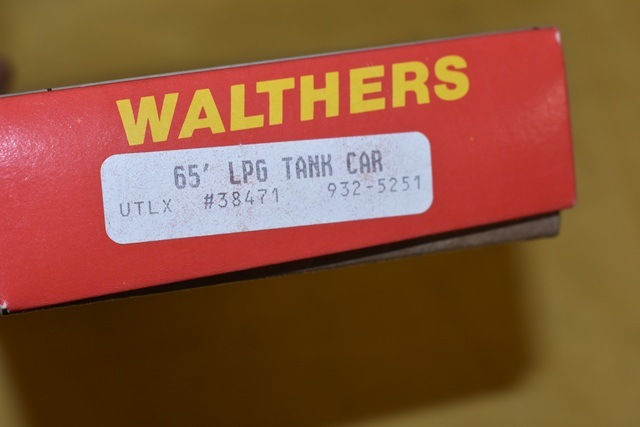 WALTHERS
65' LPG TANK CAR
UTLX #38471 932-5251